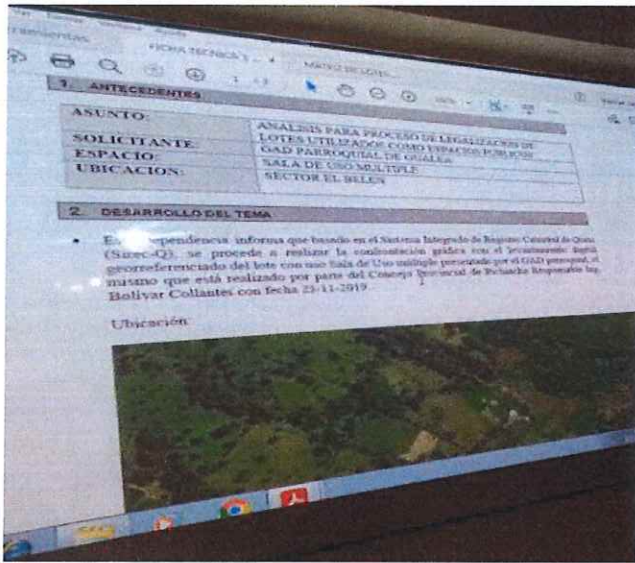 Ayuda
FICHA TECNICA
1. ANTECEDENTES
ASUNTO: ANALISIS PARA PROCESO DE LEGALIZACION DE
LOTES UTILIZADOS COMO ESPACIOS PUBLICOS
SOLICITANTE: GAD PARROQUIAL DE GUALEA
ESPACIO: SALA DE USO MULTIPLE
UBICACION: SECTOR EL BELEN
2. DESARROLLO DEL TEMA
• dependencia informa que basado en el Sistema Integrado de Registro Catastral de Quito
(Sirec-Q), se procede a realizar la confrontación gráfica con el levantamiento
georreferenciado del lote con uso Sala de Uso múltiple presentado por el GAD parroquial, el
mismo que está realizado por parte del Consejo Provincial de Pichincha Responsable Ing.
Bolívar Collantes con fecha 25-11-2019
Ubicación